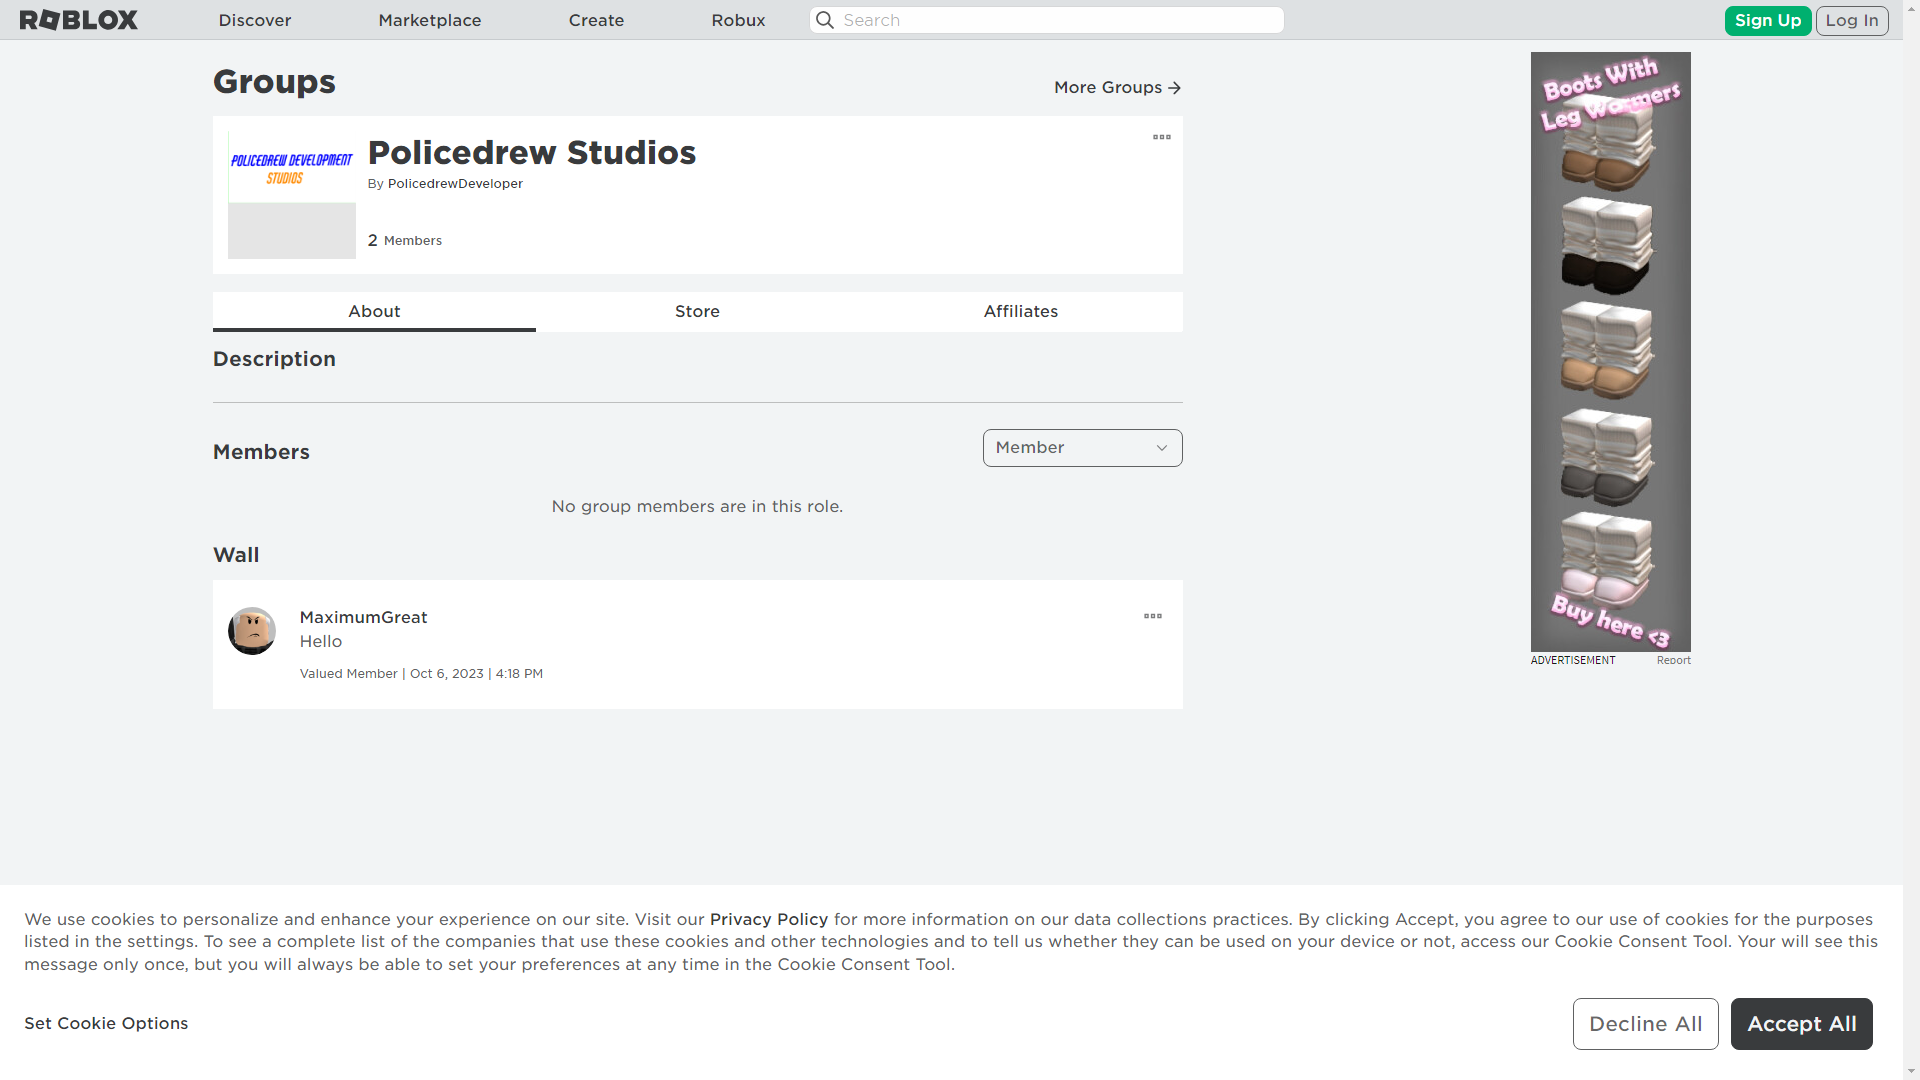 ROBLOX
Discover
Marketplace
Create
Robux
Search
Sign Up
Log In
Groups
More Groups
POLICEDREW DEVELOPMENT
STUDIOS
Policedrew Studios
By PolicedrewDeveloper
2 Members
About
Store
Affiliates
Description
Members
Member
No group members are in this role.
Wall
MaximumGreat
Hello
Valued Member | Oct 6, 2023 | 4:18 PM
Boots With
Leg Warmers
Buy here <3
ADVERTISEMENT
Report
We use cookies to personalize and enhance your experience on our site. Visit our Privacy Policy for more information on our data collections practices. By clicking Accept, you agree to our use of cookies for the purposes
listed in the settings. To see a complete list of the companies that use these cookies and other technologies and to tell us whether they can be used on your device or not, access our Cookie Consent Tool. Your will see this
message only once, but you will always be able to set your preferences at any time in the Cookie Consent Tool.
Set Cookie Options
Decline All
Accept All